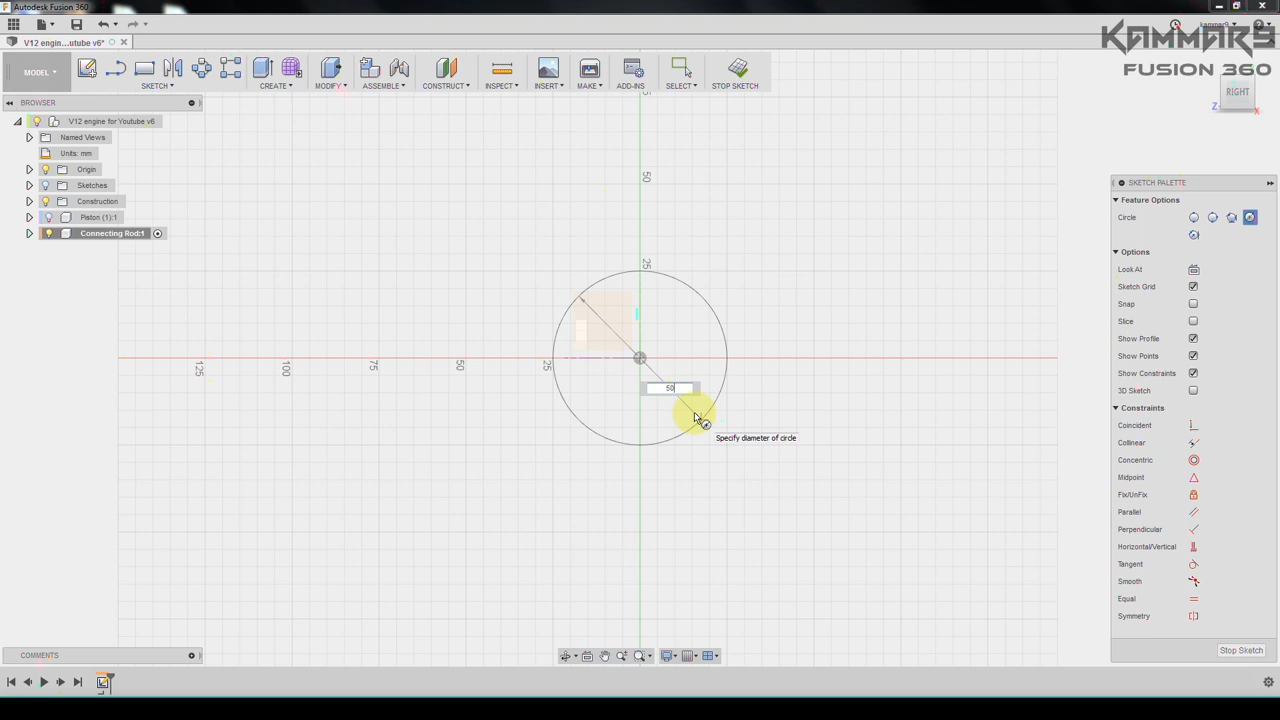 Autodesk Fusion 360
kammar9
V12 engin...utube v6*
KAMMAR9
FUSION 360
MODEL
SKETCH
CREATE
MODIFY
ASSEMBLE
CONSTRUCT
INSPECT
INSERT
MAKE
ADD-INS
SELECT
STOP SKETCH
RIGHT
Z
X
BROWSER
V12 engine for Youtube v6
Named Views
Units: mm
Origin
Sketches
Construction
Piston (1):1
Connecting Rod:1
50
25
125
100
75
50
25
50
Specify diameter of circle
SKETCH PALETTE
Feature Options
Circle
Options
Look At
Sketch Grid
Snap
Slice
Show Profile
Show Points
Show Constraints
3D Sketch
Constraints
Coincident
Collinear
Concentric
Midpoint
Fix/UnFix
Parallel
Perpendicular
Horizontal/Vertical
Tangent
Smooth
Equal
Symmetry
Stop Sketch
COMMENTS